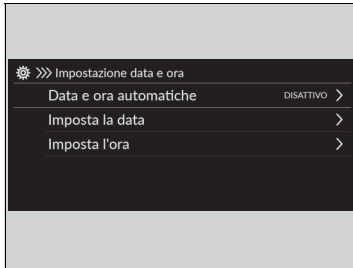 Impostazione data e ora
Data e ora automatiche DISATTIVO
Imposta la data
Imposta l'ora